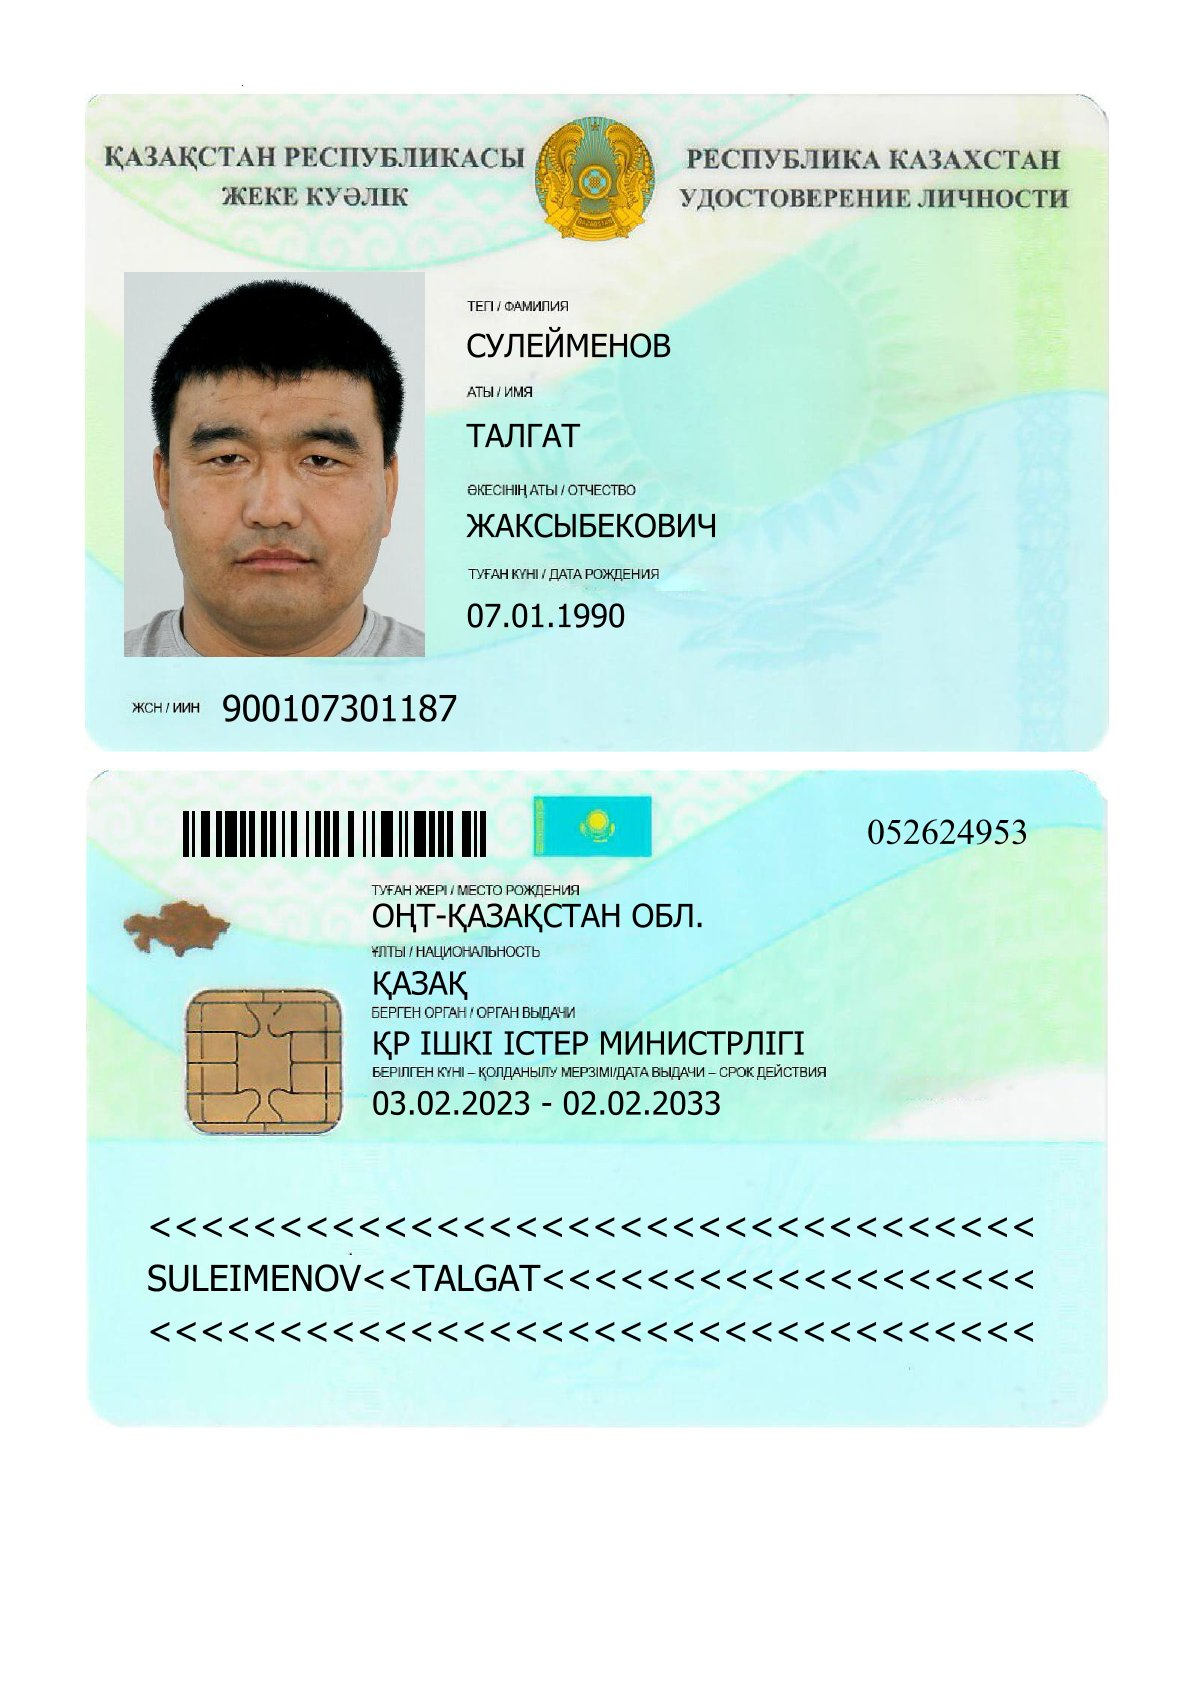 ҚАЗАҚСТАН РЕСПУБЛИКАСЫ
ЖЕКЕ КУӘЛІК
РЕСПУБЛИКА КАЗАХСТАН
УДОСТОВЕРЕНИЕ ЛИЧНОСТИ
ТЕГІ / ФАМИЛИЯ
СУЛЕЙМЕНОВ
АТЫ / ИМЯ
ТАЛГАТ
ӘКЕСІНІҢ АТЫ / ОТЧЕСТВО
ЖАКСЫБЕКОВИЧ
ТУҒАН КҮНІ / ДАТА РОЖДЕНИЯ
07.01.1990
ЖСН / ИИН 900107301187
052624953
ТУҒАН ЖЕРІ / МЕСТО РОЖДЕНИЯ
ОҢТ-ҚАЗАҚСТАН ОБЛ.
ҰЛТЫ / НАЦИОНАЛЬНОСТЬ
ҚАЗАҚ
БЕРГЕН ОРГАН / ОРГАН ВЫДАЧИ
ҚР ІШКІ ІСТЕР МИНИСТРЛІГІ
БЕРІЛГЕН КҮНІ – ҚОЛДАНЫЛУ МЕРЗІМІ/ДАТА ВЫДАЧИ – СРОК ДЕЙСТВИЯ
03.02.2023 - 02.02.2033
<<<<<<<<<<<<<<<<<<<<<<<<<<<<<<<<<<
SULEIMENOV<<TALGAT<<<<<<<<<<<<<<<<<<<
<<<<<<<<<<<<<<<<<<<<<<<<<<<<<<<<<<